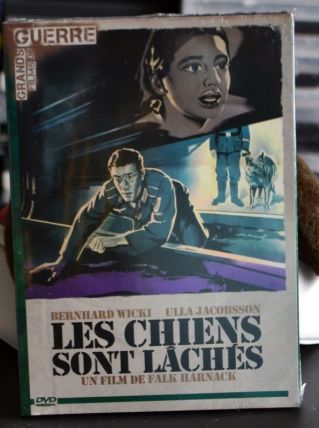 GUERRE
GRANDS
FILMS DE
BERNHARD WICKI ULLA JACOBSSON
LES CHIENS
SONT LÂCHÉS
UN FILM DE FALK HARNACK
DVD